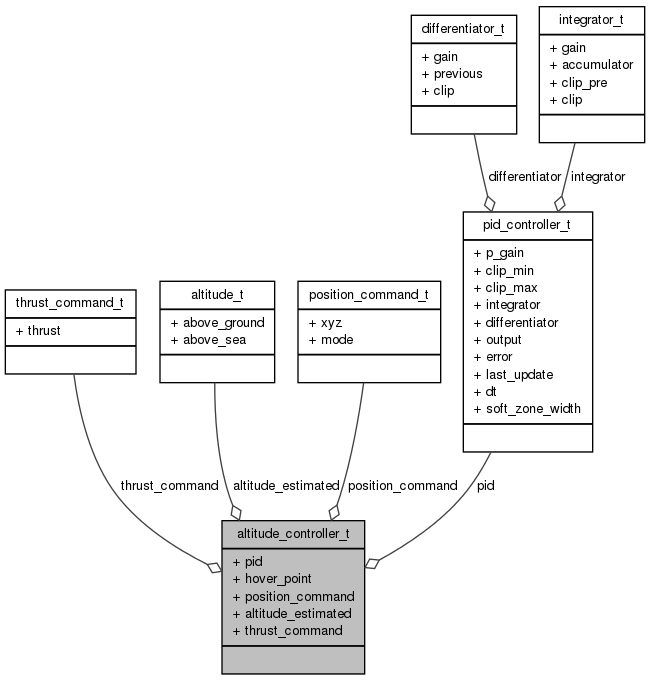 differentiator_t
+ gain
+ previous
+ clip
integrator_t
+ gain
+ accumulator
+ clip_pre
+ clip
differentiator
integrator
pid_controller_t
+ p_gain
+ clip_min
+ clip_max
+ integrator
+ differentiator
+ output
+ error
+ last_update
+ dt
+ soft_zone_width
thrust_command_t
+ thrust
altitude_t
+ above_ground
+ above_sea
position_command_t
+ xyz
+ mode
thrust_command
altitude_estimated
position_command
pid
altitude_controller_t
+ pid
+ hover_point
+ position_command
+ altitude_estimated
+ thrust_command